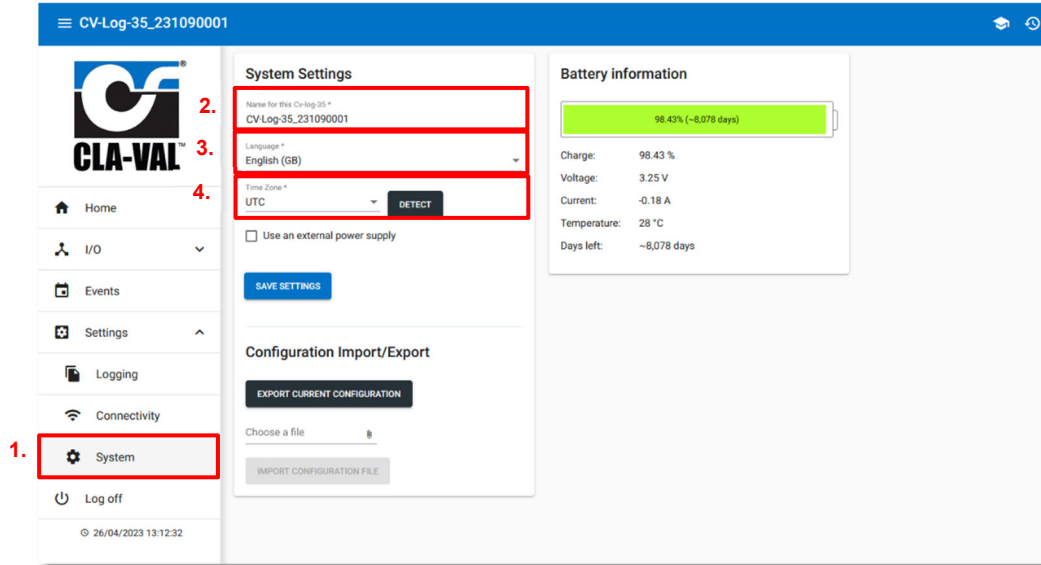 CV-Log-35_231090001
CLA-VAL™
®
Home
I/O
Events
Settings
Logging
Connectivity
1.
System
Log off
26/04/2023 13:12:32
System Settings
2.
Name for this Cv-log-35 *
CV-Log-35_231090001
3.
Language *
English (GB)
4.
Time Zone *
UTC
DETECT
Use an external power supply
SAVE SETTINGS
Configuration Import/Export
EXPORT CURRENT CONFIGURATION
Choose a file
IMPORT CONFIGURATION FILE
Battery information
98.43% (~8,078 days)
Charge: 98.43 %
Voltage: 3.25 V
Current: -0.18 A
Temperature: 28 °C
Days left: ~8,078 days